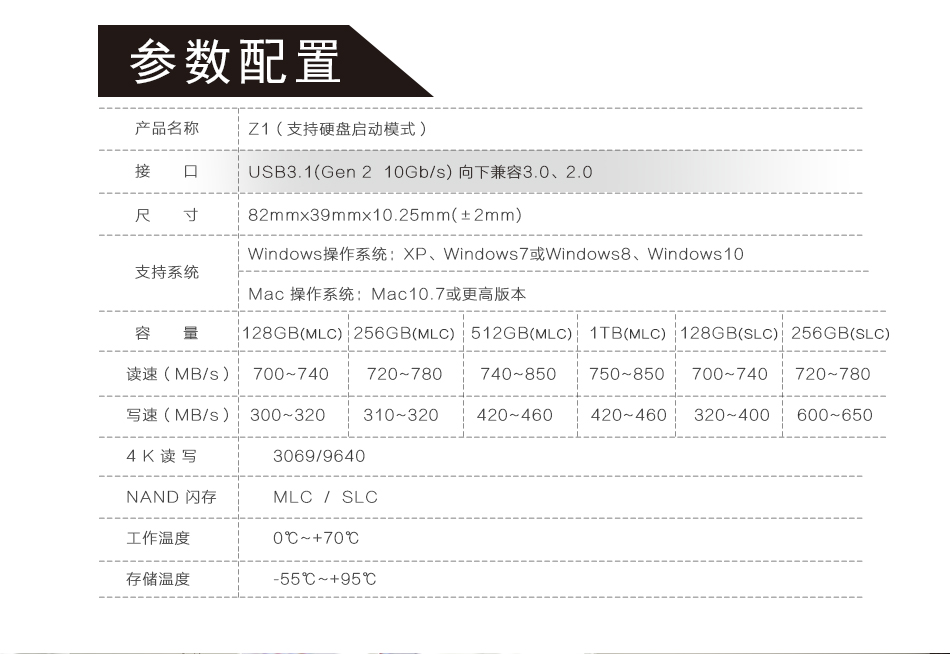 参数配置
产品名称 Z1（支持硬盘启动模式）
接 口 USB3.1(Gen 2 10Gb/s) 向下兼容3.0、2.0
尺 寸 82mmx39mmx10.25mm(±2mm)
支持系统 Windows操作系统：XP、Windows7或Windows8、Windows10
Mac 操作系统：Mac10.7或更高版本
容 量 128GB(MLC) 256GB(MLC) 512GB(MLC) 1TB(MLC) 128GB(SLC) 256GB(SLC)
读速（MB/s） 700~740 720~780 740~850 750~850 700~740 720~780
写速（MB/s） 300~320 310~320 420~460 420~460 320~400 600~650
4 K 读 写 3069/9640
NAND 闪存 MLC / SLC
工作温度 0℃~+70℃
存储温度 -55℃~+95℃